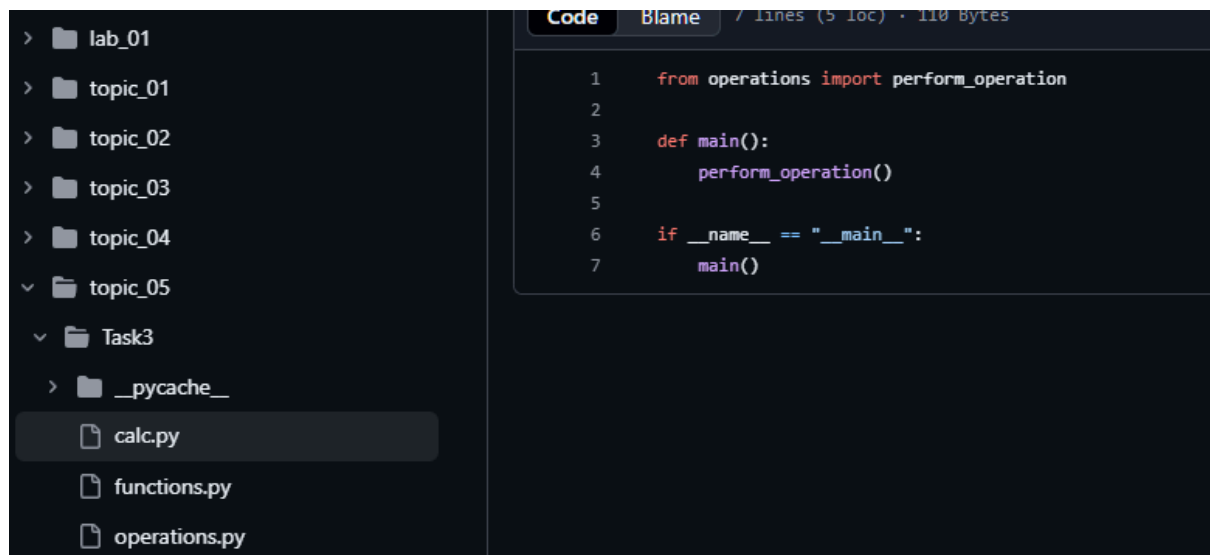 lab_01
topic_01
topic_02
topic_03
topic_04
topic_05
Task3
__pycache__
calc.py
functions.py
operations.py
Code Blame 7 lines (5 loc) · 110 Bytes
1 from operations import perform_operation
2
3 def main():
4     perform_operation()
5
6 if __name__ == "__main__":
7     main()